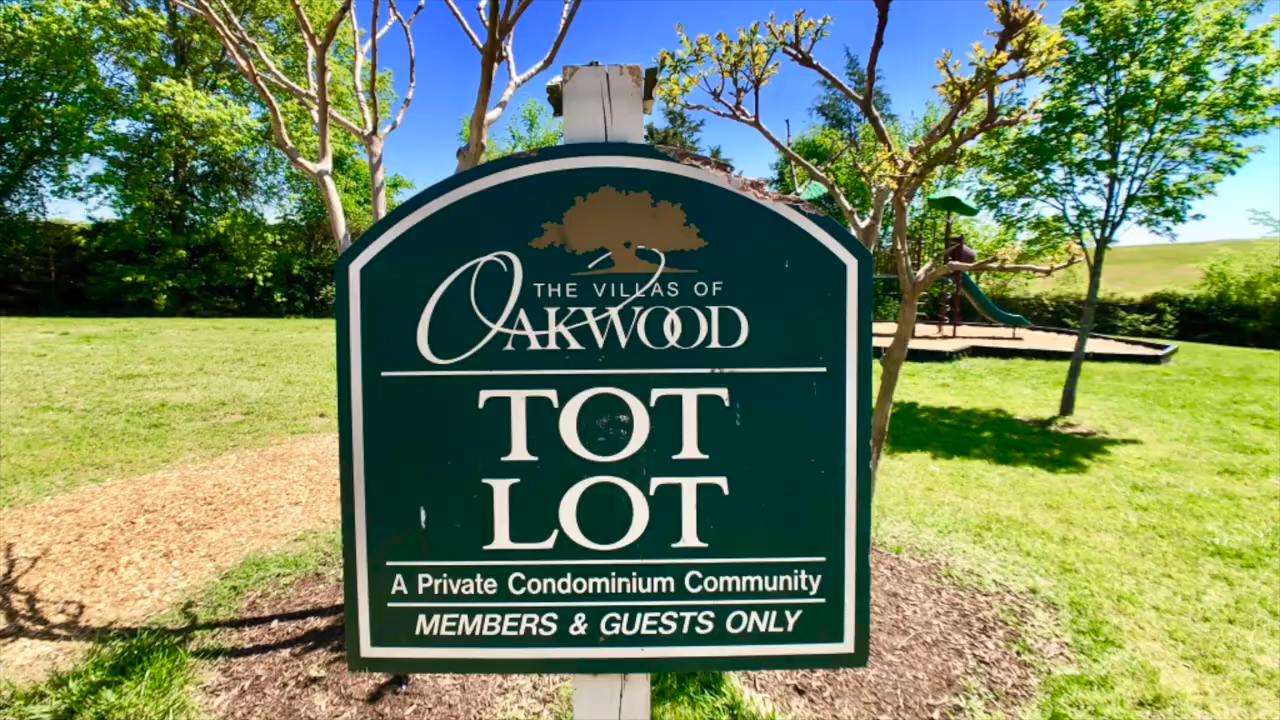 THE VILLAS OF
OAKWOOD
TOT
LOT
A Private Condominium Community
MEMBERS & GUESTS ONLY